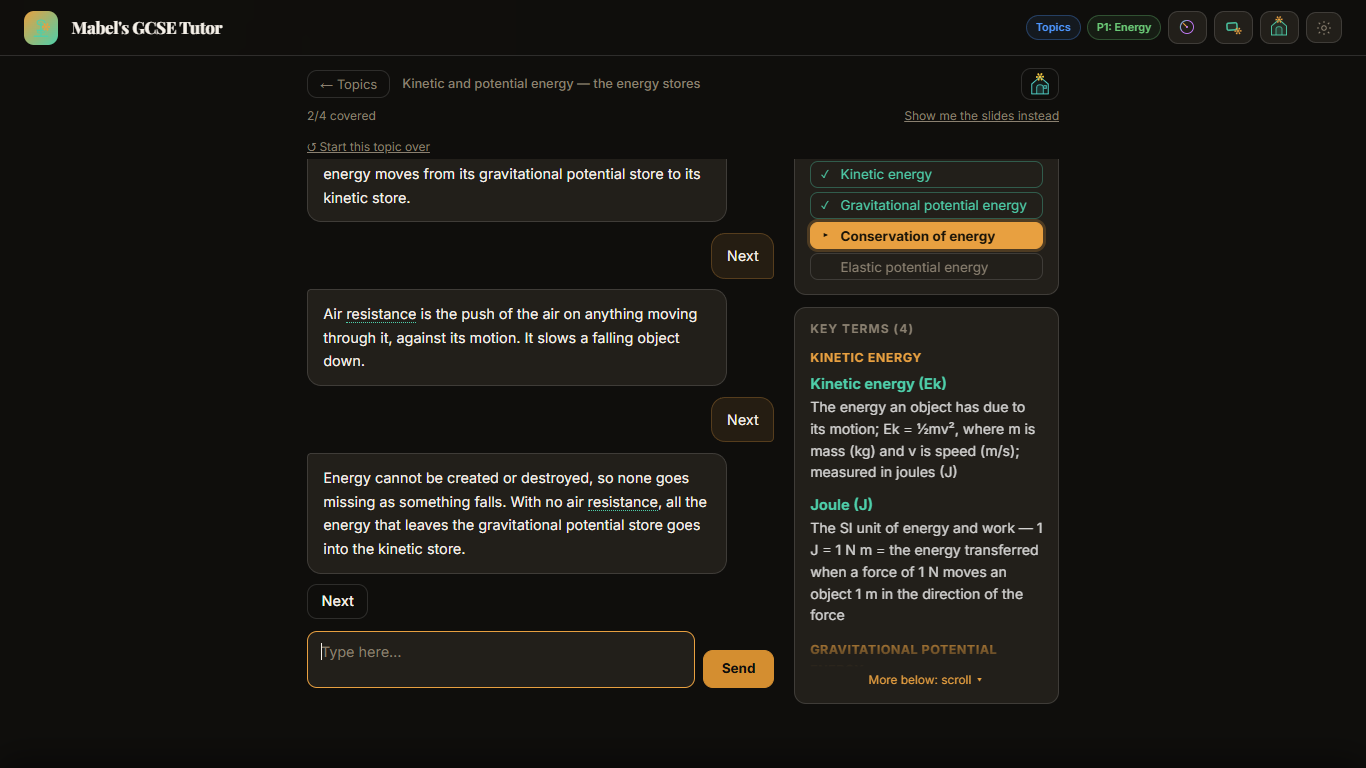 Mabel's GCSE Tutor
Topics
P1: Energy
← Topics
Kinetic and potential energy — the energy stores
2/4 covered
Show me the slides instead
↺ Start this topic over
energy moves from its gravitational potential store to its
kinetic store.
Next
Air resistance is the push of the air on anything moving
through it, against its motion. It slows a falling object
down.
Next
Energy cannot be created or destroyed, so none goes
missing as something falls. With no air resistance, all the
energy that leaves the gravitational potential store goes
into the kinetic store.
Next
Type here...
Send
✓ Kinetic energy
✓ Gravitational potential energy
▸ Conservation of energy
Elastic potential energy
KEY TERMS (4)
KINETIC ENERGY
Kinetic energy (Ek)
The energy an object has due to
its motion; Ek = ½mv², where m is
mass (kg) and v is speed (m/s);
measured in joules (J)
Joule (J)
The SI unit of energy and work — 1
J = 1 N m = the energy transferred
when a force of 1 N moves an
object 1 m in the direction of the
force
GRAVITATIONAL POTENTIAL
More below: scroll ▾